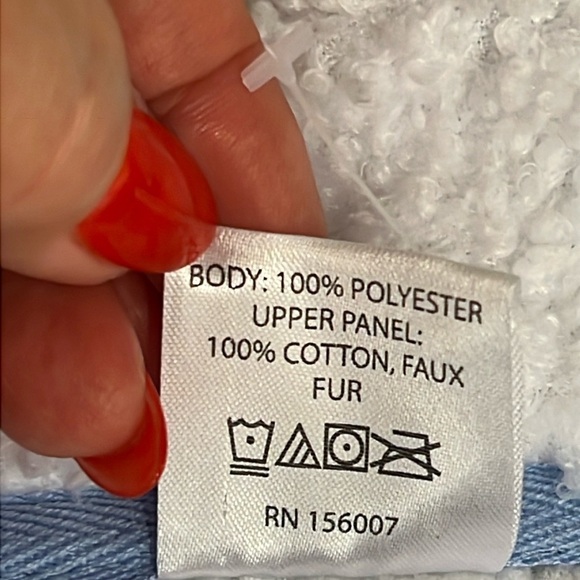 BODY: 100% POLYESTER
UPPER PANEL:
100% COTTON, FAUX
FUR
RN 156007